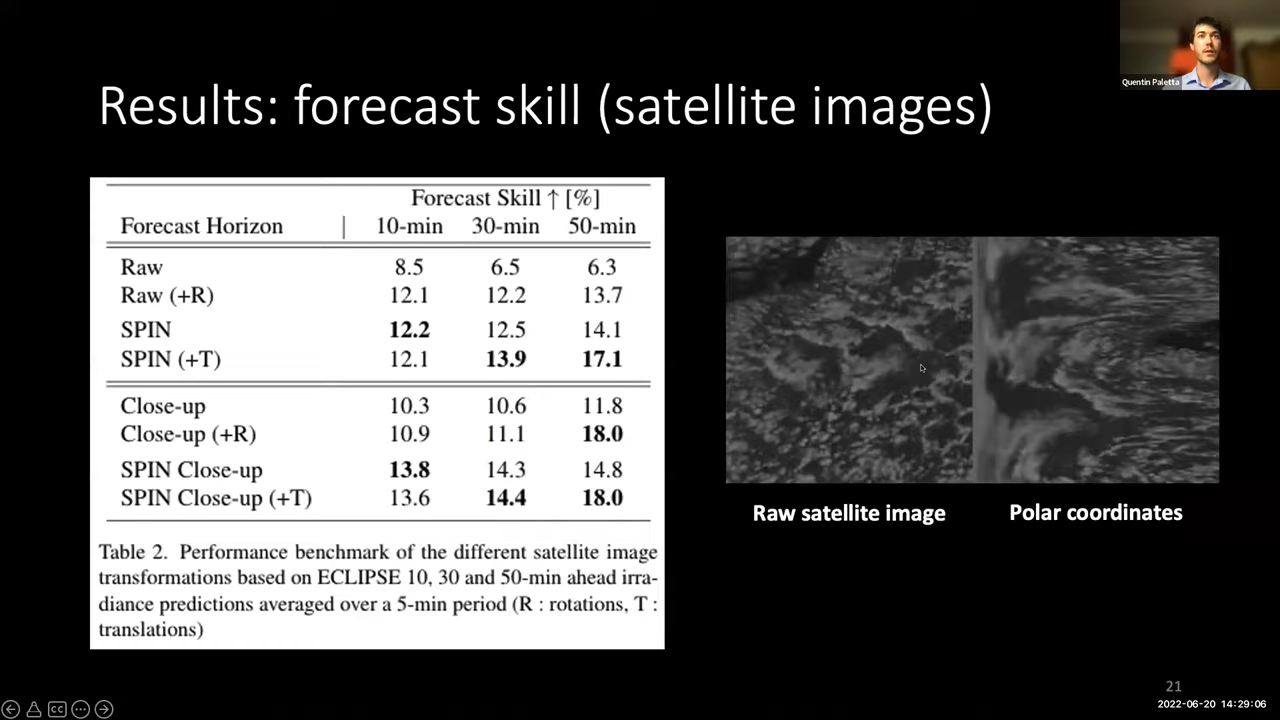 Quentin Paletta
Results: forecast skill (satellite images)
Forecast Skill ↑ [%]
Forecast Horizon | 10-min 30-min 50-min
Raw 8.5 6.5 6.3
Raw (+R) 12.1 12.2 13.7
SPIN 12.2 12.5 14.1
SPIN (+T) 12.1 13.9 17.1
Close-up 10.3 10.6 11.8
Close-up (+R) 10.9 11.1 18.0
SPIN Close-up 13.8 14.3 14.8
SPIN Close-up (+T) 13.6 14.4 18.0
Table 2. Performance benchmark of the different satellite image
transformations based on ECLIPSE 10, 30 and 50-min ahead irra-
diance predictions averaged over a 5-min period (R : rotations, T :
translations)
Raw satellite image
Polar coordinates
21
CC
2022-06-20 14:29:06